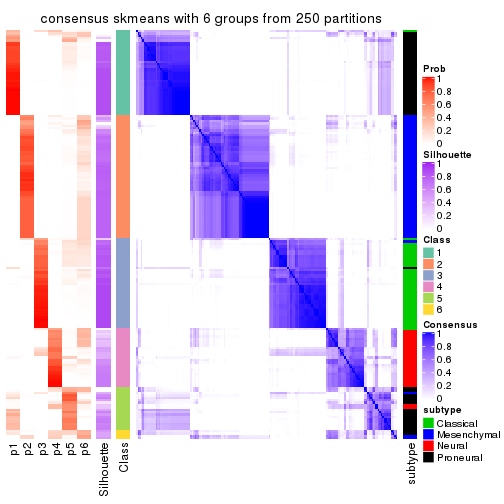 consensus skmeans with 6 groups from 250 partitions
Prob
1
0.8
0.6
0.4
0.2
0
Silhouette
1
0.8
0.6
0.4
0.2
0
Class
1
2
3
4
5
6
Consensus
1
0.8
0.6
0.4
0.2
0
subtype
Classical
Mesenchymal
Neural
Proneural
p1
p2
p3
p4
p5
p6
Silhouette
Class
subtype